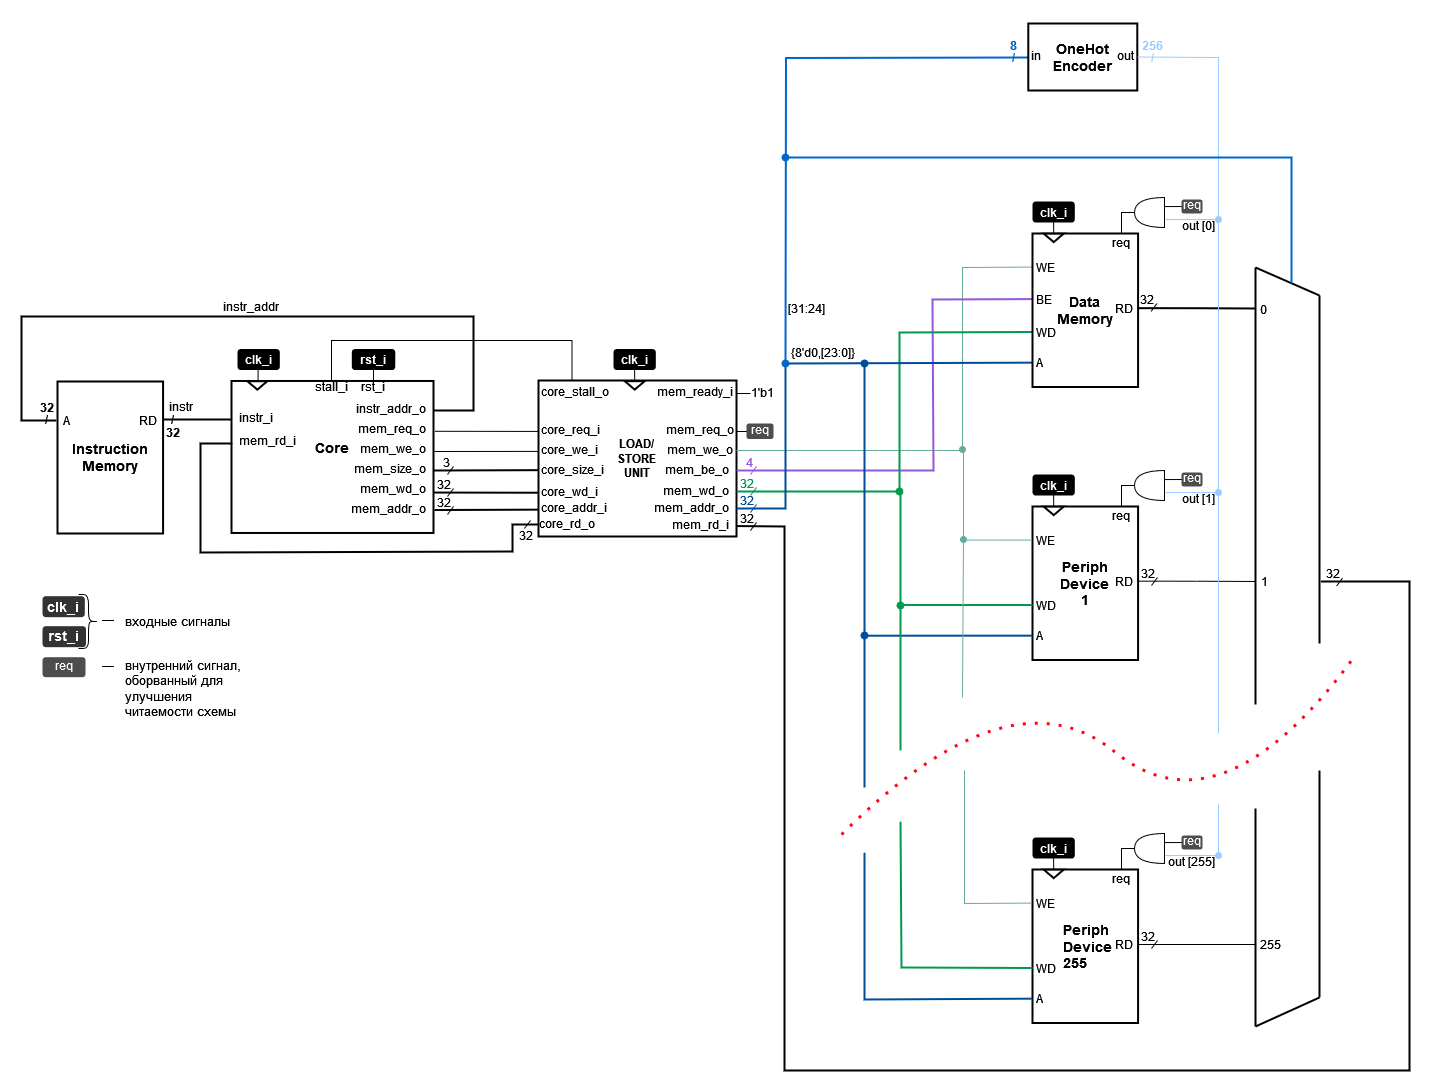 8
in
OneHot
Encoder
out
256
clk_i
req
out [0]
req
WE
BE
Data
Memory
RD
32
WD
A
0
[31:24]
{8'd0,[23:0]}
instr_addr
clk_i
rst_i
clk_i
stall_i
rst_i
32
A
RD
Instruction
Memory
instr
32
instr_i
mem_rd_i
Core
instr_addr_o
mem_req_o
mem_we_o
mem_size_o
mem_wd_o
mem_addr_o
3
32
32
32
core_stall_o
core_req_i
core_we_i
core_size_i
core_wd_i
core_addr_i
core_rd_o
LOAD/
STORE
UNIT
mem_ready_i
mem_req_o
mem_we_o
mem_be_o
mem_wd_o
mem_addr_o
mem_rd_i
1'b1
req
4
32
32
32
clk_i
req
out [1]
req
WE
Periph
Device
1
RD
32
WD
A
1
32
clk_i
rst_i
входные сигналы
req
внутренний сигнал,
оборванный для
улучшения
читаемости схемы
clk_i
req
out [255]
req
WE
Periph
Device
255
RD
32
WD
A
255